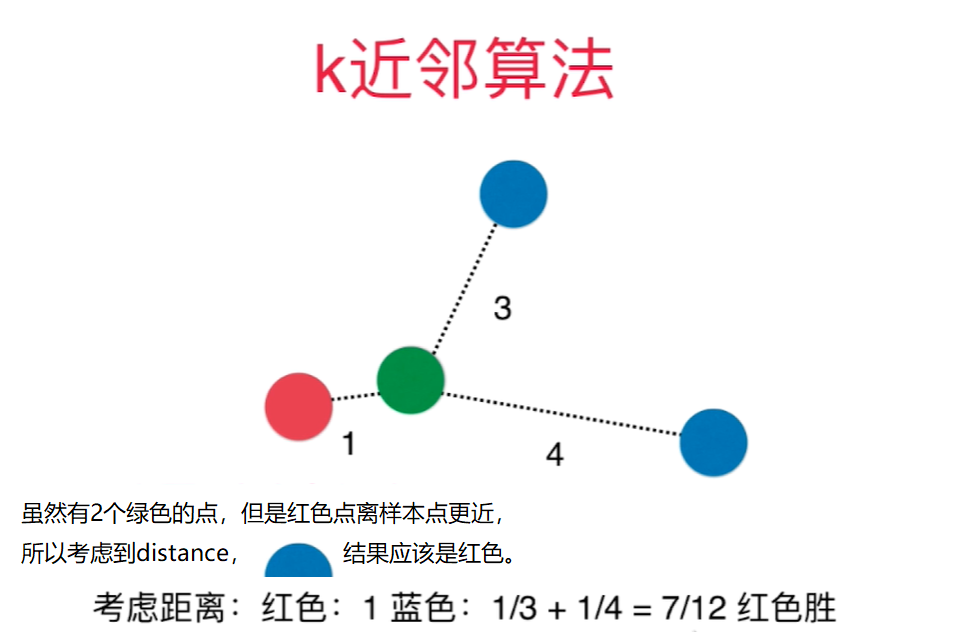 k近邻算法
3
1
4
虽然有2个绿色的点，但是红色点离样本点更近，
所以考虑到distance， 结果应该是红色。
考虑距离：红色：1 蓝色：1/3 + 1/4 = 7/12 红色胜